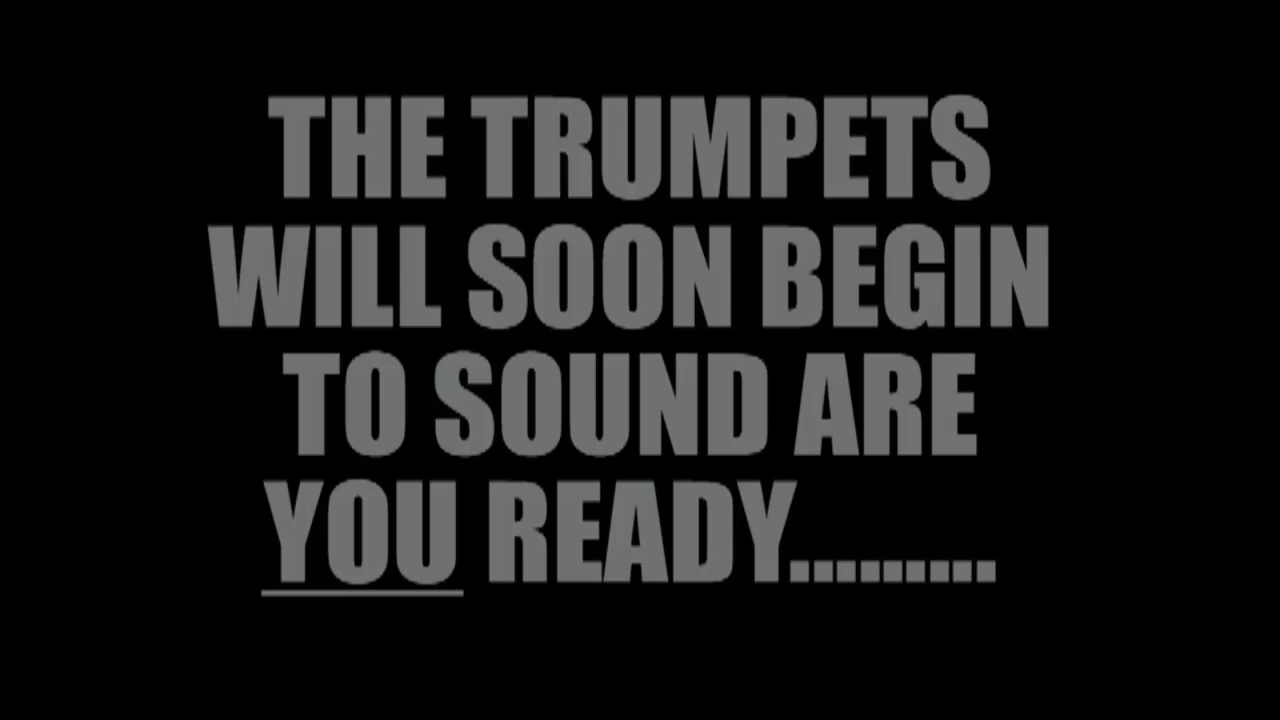 THE TRUMPETS
WILL SOON BEGIN
TO SOUND ARE
YOU READY.........